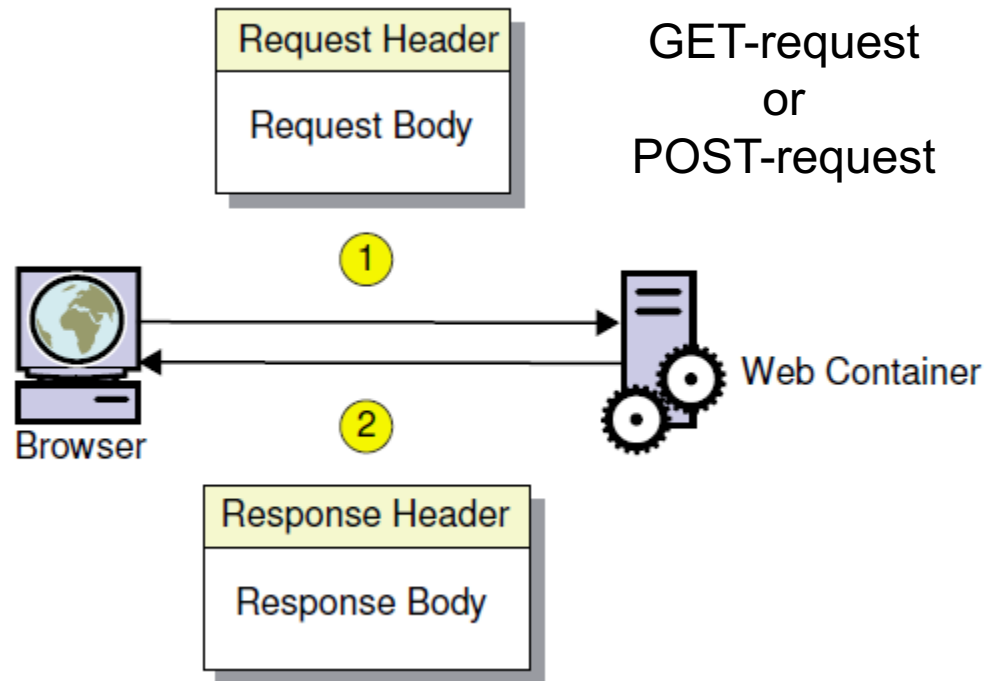 Request Header
Request Body
GET-request
or
POST-request
1
Browser
Web Container
2
Response Header
Response Body